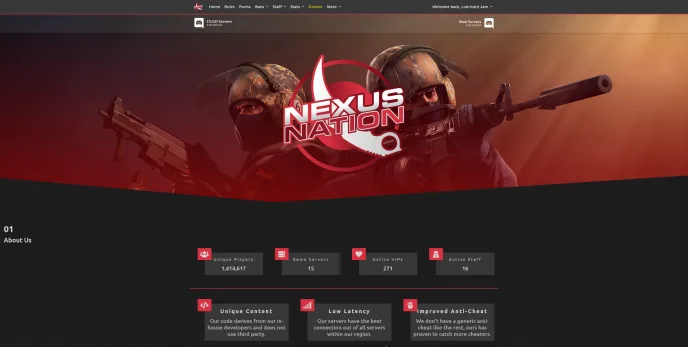 Home Rules Forms Bans Staff Stats Donate More Welcome back, Lubricant Jam
CS:GO Servers
Rust Servers
NEXUS
NATION
01
About Us
Unique Players
1,414,617
Game Servers
15
Active VIPs
271
Active Staff
16
Unique Content
Our code derives from our in-
house developers and does not
use third party.
Low Latency
Our servers have the best
connection out of all servers
within our region.
Improved Anti-Cheat
We don't have a generic anti-
cheat like the rest, ours has
proven to catch more cheaters.